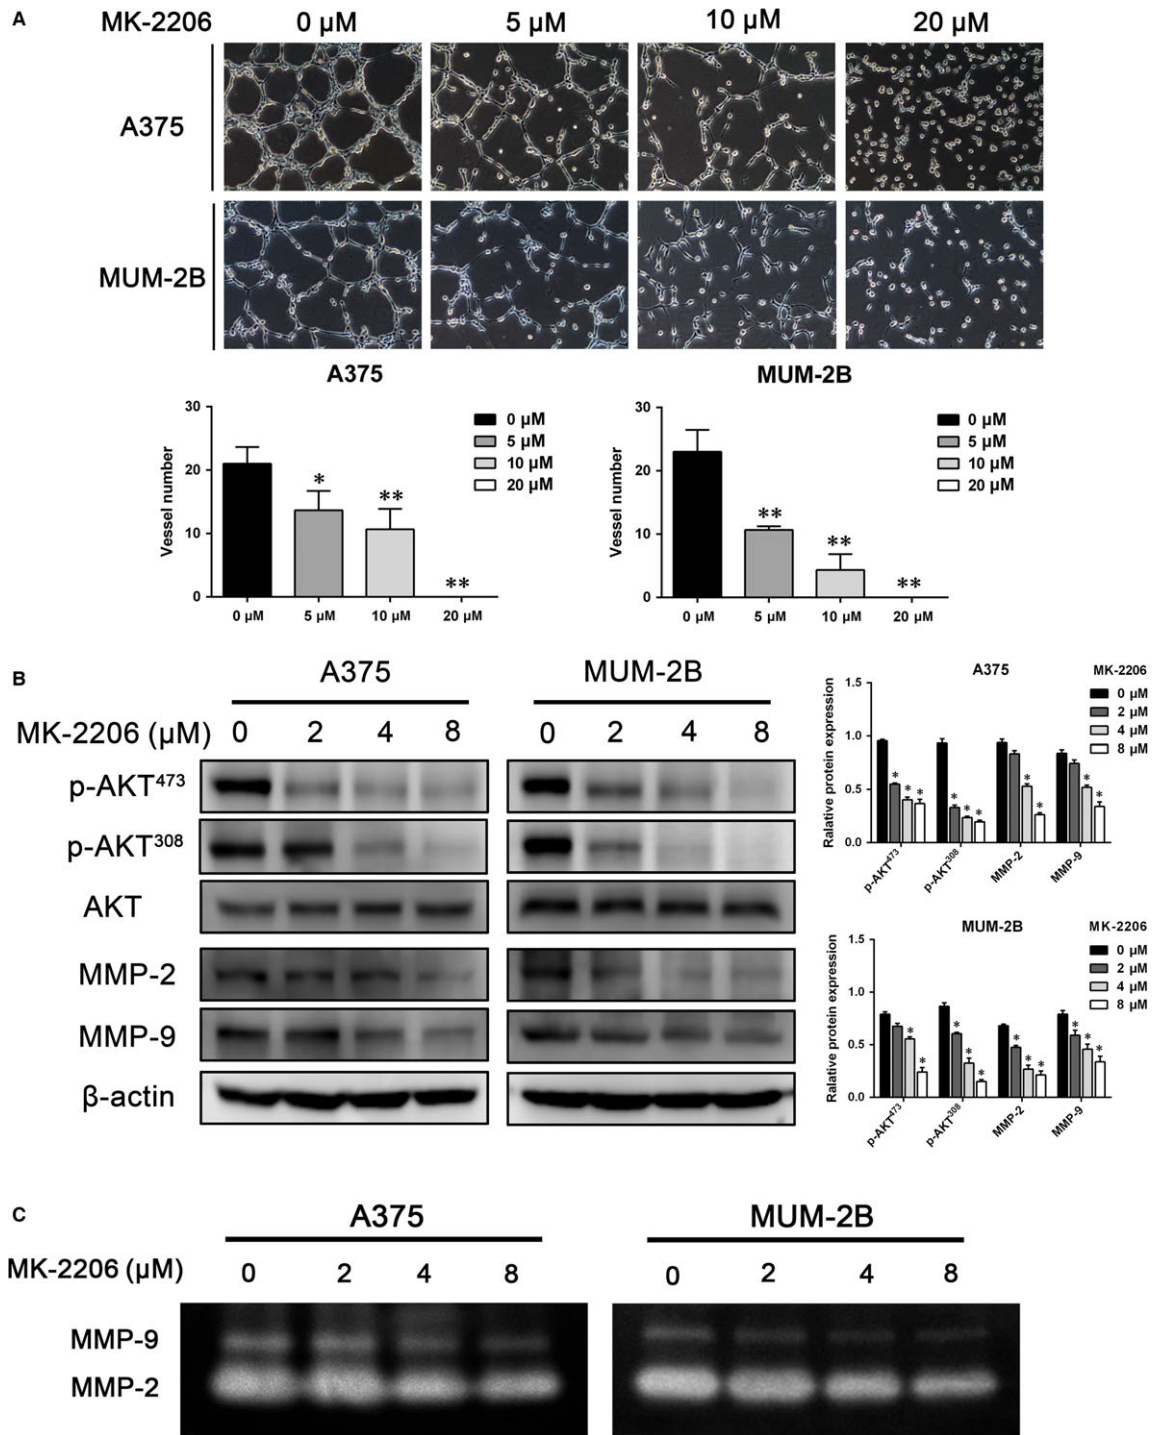 A
MK-2206 0 µM 5 µM 10 µM 20 µM
A375
MUM-2B
A375
Vessel number
30
20
10
0
*
**
**
0 µM
5 µM
10 µM
20 µM
0 µM 5 µM 10 µM 20 µM
MUM-2B
Vessel number
30
20
10
0
**
**
**
0 µM
5 µM
10 µM
20 µM
0 µM 5 µM 10 µM 20 µM
B
A375 MUM-2B
MK-2206 (µM) 0 2 4 8 0 2 4 8
p-AKT473
p-AKT308
AKT
MMP-2
MMP-9
β-actin
A375
MK-2206
0 µM
2 µM
4 µM
8 µM
Ralative protein expression
1.5
1.0
0.5
0.0
* * * * * * * * * *
p-AKT473 p-AKT308 MMP-2 MMP-9
MUM-2B
MK-2206
0 µM
2 µM
4 µM
8 µM
Ralative protein expression
1.5
1.0
0.5
0.0
* * * * * * * * * * *
p-AKT473 p-AKT308 MMP-2 MMP-9
C
A375 MUM-2B
MK-2206 (µM) 0 2 4 8 0 2 4 8
MMP-9
MMP-2